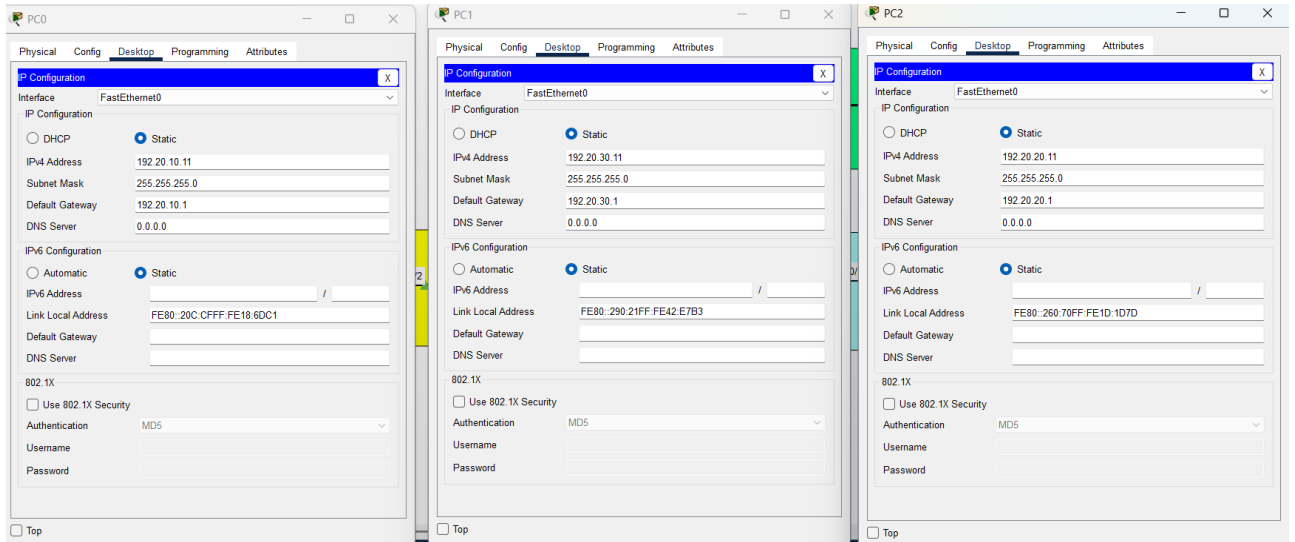 PC0
Physical Config Desktop Programming Attributes
IP Configuration X
Interface FastEthernet0
IP Configuration
DHCP Static
IPv4 Address 192.20.10.11
Subnet Mask 255.255.255.0
Default Gateway 192.20.10.1
DNS Server 0.0.0.0
IPv6 Configuration
Automatic Static
IPv6 Address /
Link Local Address FE80::20C:CFFF:FE18:6DC1
Default Gateway
DNS Server
802.1X
Use 802.1X Security
Authentication MD5
Username
Password
Top
PC1
Physical Config Desktop Programming Attributes
IP Configuration X
Interface FastEthernet0
IP Configuration
DHCP Static
IPv4 Address 192.20.30.11
Subnet Mask 255.255.255.0
Default Gateway 192.20.30.1
DNS Server 0.0.0.0
IPv6 Configuration
Automatic Static
IPv6 Address /
Link Local Address FE80::290:21FF:FE42:E7B3
Default Gateway
DNS Server
802.1X
Use 802.1X Security
Authentication MD5
Username
Password
Top
PC2
Physical Config Desktop Programming Attributes
IP Configuration X
Interface FastEthernet0
IP Configuration
DHCP Static
IPv4 Address 192.20.20.11
Subnet Mask 255.255.255.0
Default Gateway 192.20.20.1
DNS Server 0.0.0.0
IPv6 Configuration
Automatic Static
IPv6 Address /
Link Local Address FE80::260:70FF:FE1D:1D7D
Default Gateway
DNS Server
802.1X
Use 802.1X Security
Authentication MD5
Username
Password
Top